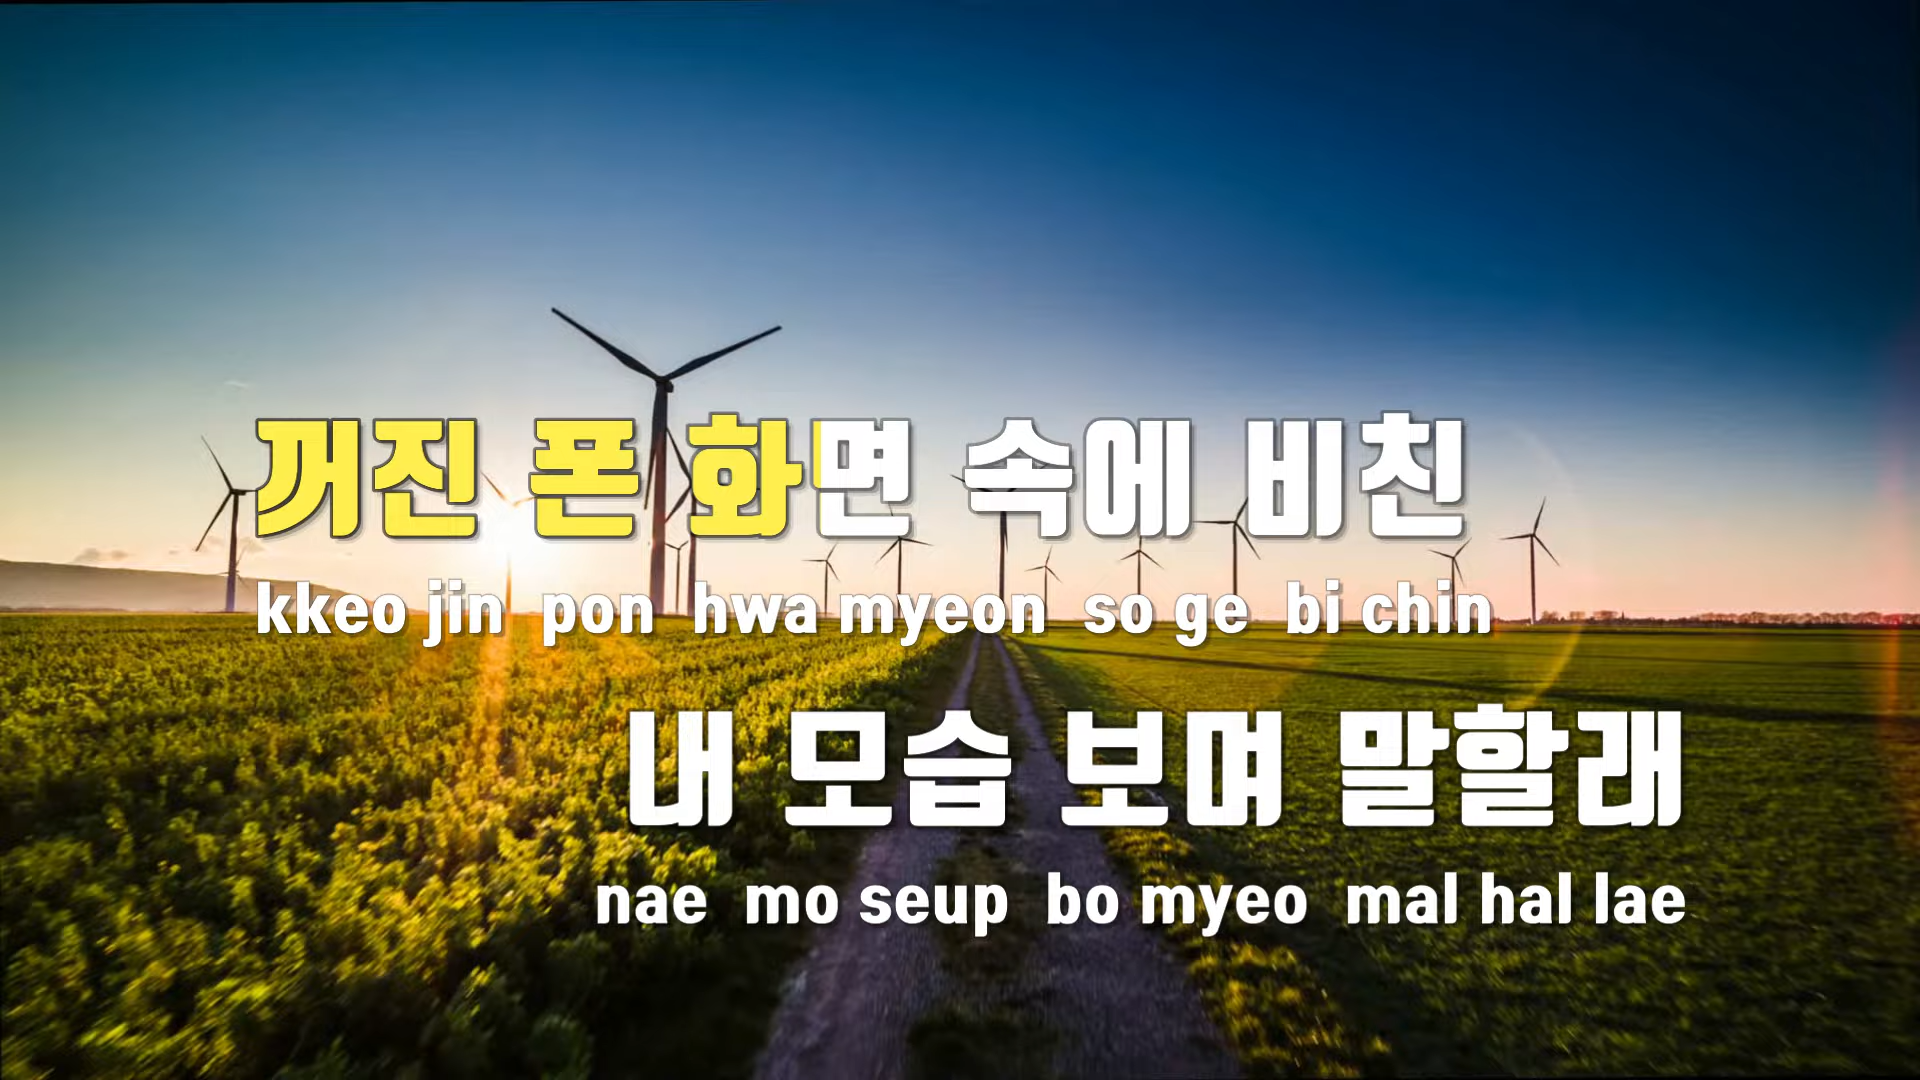 꺼진 폰 화면 속에 비친
kkeo jin pon hwa myeon so ge bi chin
내 모습 보며 말할래
nae mo seup bo myeo mal hal lae